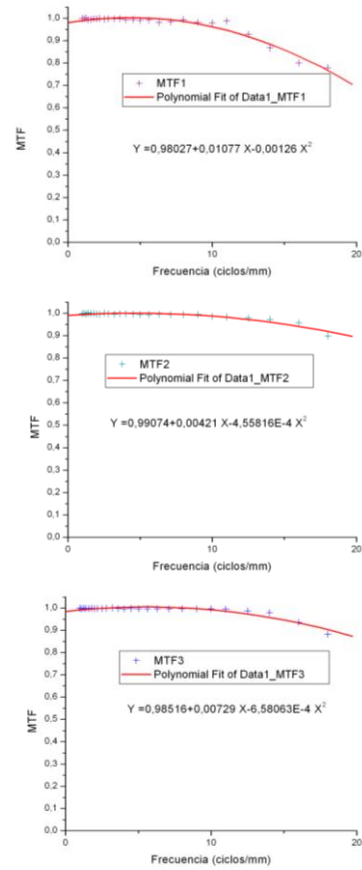 1,0
0,9
0,8
0,7
0,6
0,5
0,4
0,3
0,2
0,1
0,0
MTF
MTF1
Polynomial Fit of Data1_MTF1
Y =0,98027+0,01077 X-0,00126 X²
0 10 20
Frecuencia (ciclos/mm)
1,0
0,9
0,8
0,7
0,6
0,5
0,4
0,3
0,2
0,1
0,0
MTF
MTF2
Polynomial Fit of Data1_MTF2
Y =0,99074+0,00421 X-4,55816E-4 X²
0 10 20
Frecuencia (ciclos/mm)
1,0
0,9
0,8
0,7
0,6
0,5
0,4
0,3
0,2
0,1
0,0
MTF
MTF3
Polynomial Fit of Data1_MTF3
Y =0,98516+0,00729 X-6,58063E-4 X²
0 10 20
Frecuencia (ciclos/mm)